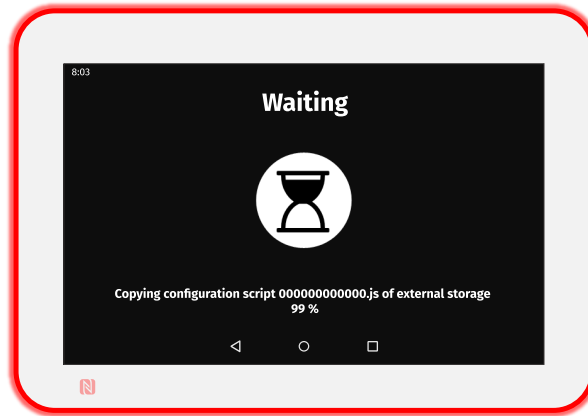 8:03
Waiting
Copying configuration script 000000000000.js of external storage
99 %